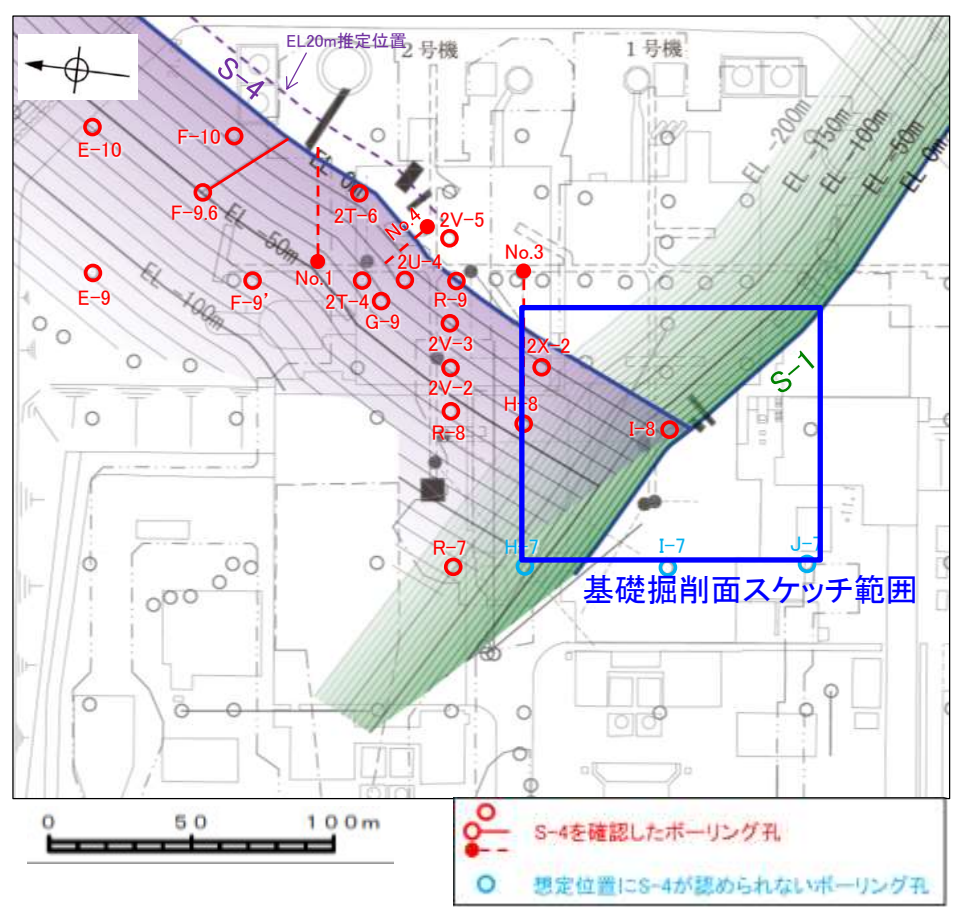 EL20m推定位置
2号機
1号機
S-4
EL -200m
EL -150m
EL -100m
EL -50m
EL 0m
E-10
F-10
EL 0m
F-9.6
2T-6
No.4
2V-5
EL -50m
2U-4
No.3
E-9
EL -100m
F-9'
No.1
2T-4
G-9
R-9
2V-3
2X-2
S-1
2V-2
H-8
R-8
I-8
R-7
H-7
I-7
J-7
基礎掘削面スケッチ範囲
0 50 100m
S-4を確認したボーリング孔
想定位置にS-4が認められないボーリング孔